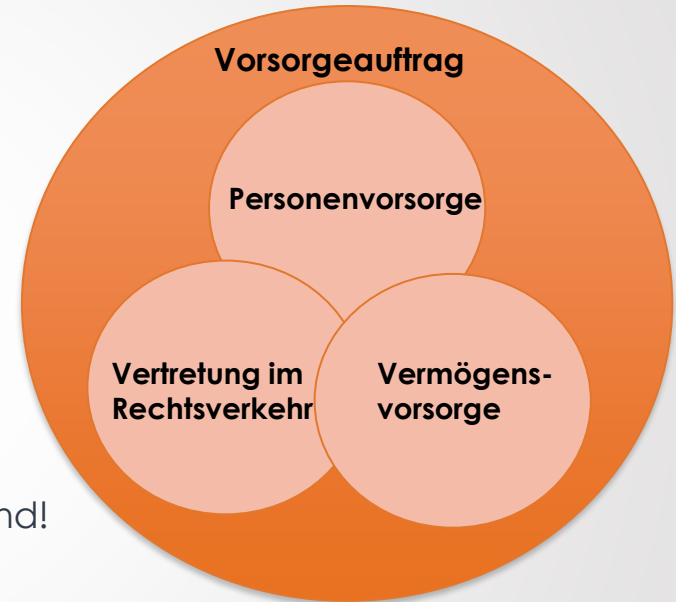 Vorsorgeauftrag
Personenvorsorge
Vertretung im
Rechtsverkehr
Vermögens-
vorsorge
nd!